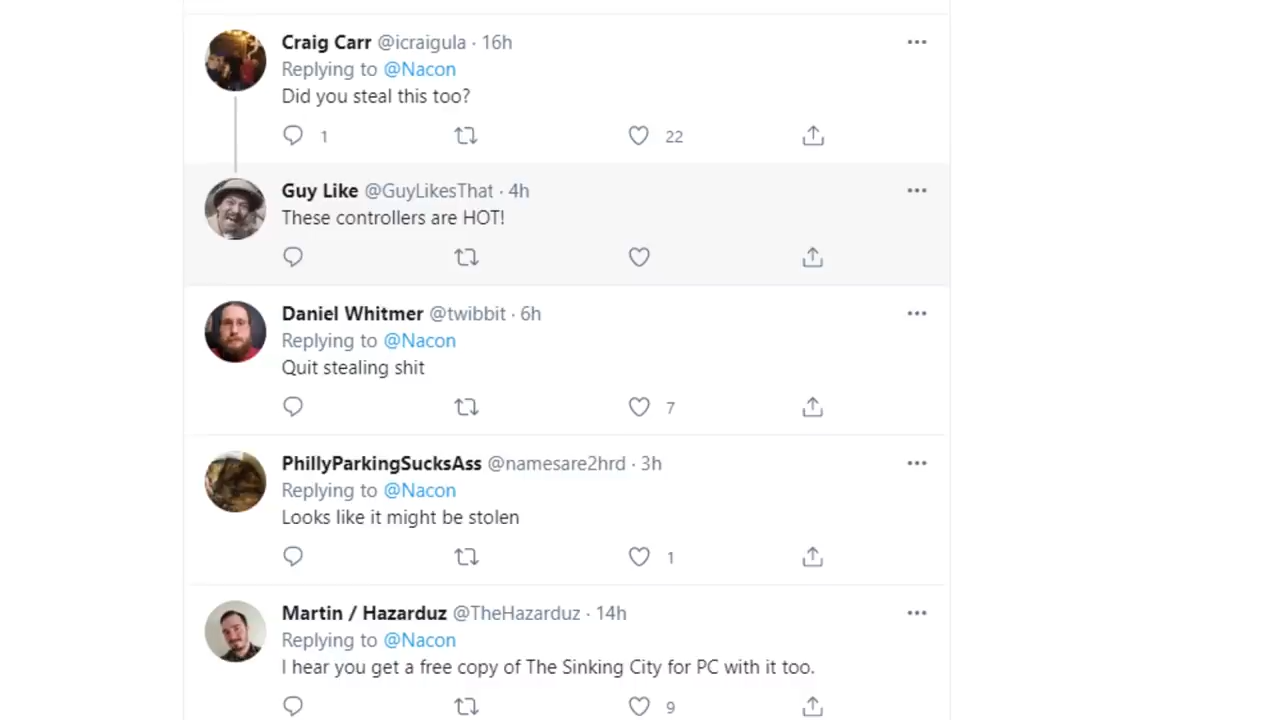 Craig Carr @icraigula · 16h
Replying to @Nacon
Did you steal this too?
1
22
Guy Like @GuyLikesThat · 4h
These controllers are HOT!
Daniel Whitmer @twibbit · 6h
Replying to @Nacon
Quit stealing shit
7
PhillyParkingSucksAss @namesare2hrd · 3h
Replying to @Nacon
Looks like it might be stolen
1
Martin / Hazarduz @TheHazarduz · 14h
Replying to @Nacon
I hear you get a free copy of The Sinking City for PC with it too.
9